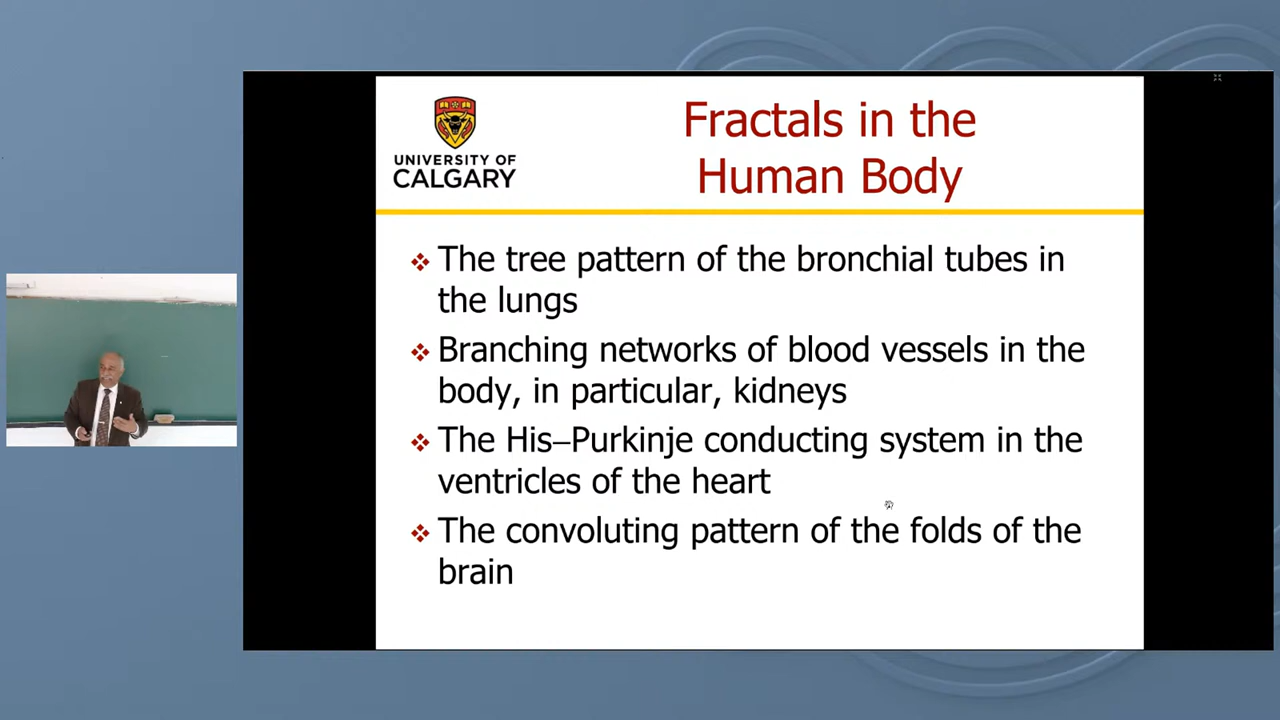 UNIVERSITY OF
CALGARY
Fractals in the
Human Body
The tree pattern of the bronchial tubes in
the lungs
Branching networks of blood vessels in the
body, in particular, kidneys
The His–Purkinje conducting system in the
ventricles of the heart
The convoluting pattern of the folds of the
brain